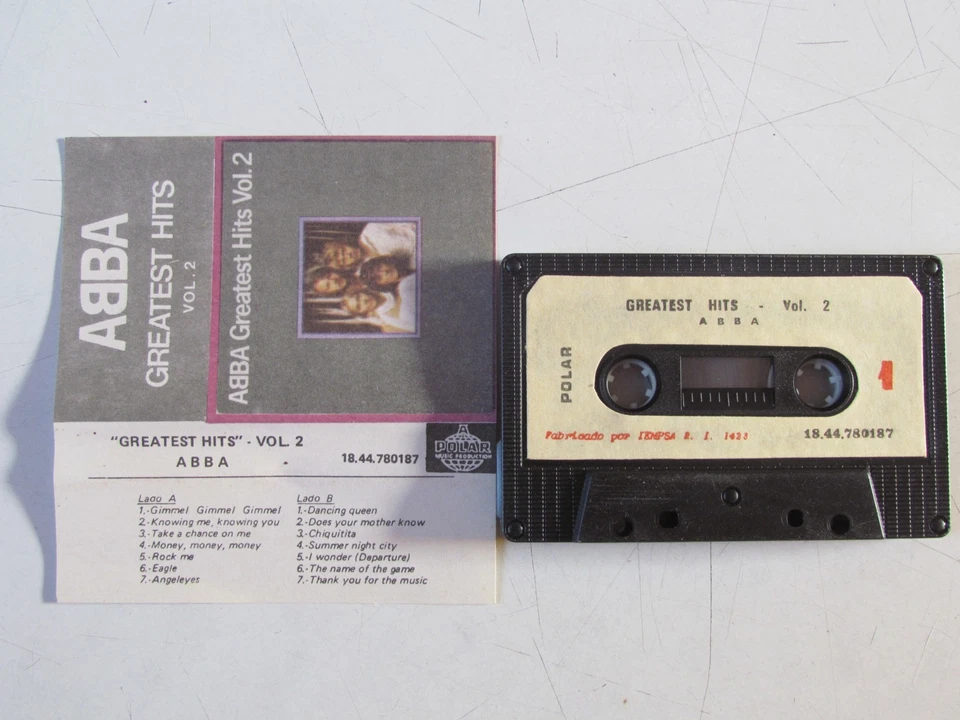 ABBA
GREATEST HITS
VOL. 2
ABBA Greatest Hits Vol. 2
"GREATEST HITS" - VOL. 2
ABBA
18.44.780187
A
POLAR
MUSIC PRODUCTION
Lado A
1.-Gimmel Gimmel Gimmel
2.-Knowing me, knowing you
3.-Take a chance on me
4.-Money, money, money
5.-Rock me
6.-Eagle
7.-Angeleyes
Lado B
1.-Dancing queen
2.-Does your mother know
3.-Chiquitita
4.-Summer night city
5.-I wonder (Departure)
6.-The name of the game
7.-Thank you for the music
GREATEST HITS - Vol. 2
ABBA
POLAR
1
Fabricado por IEMPSA R. I. 1423
18.44.780187